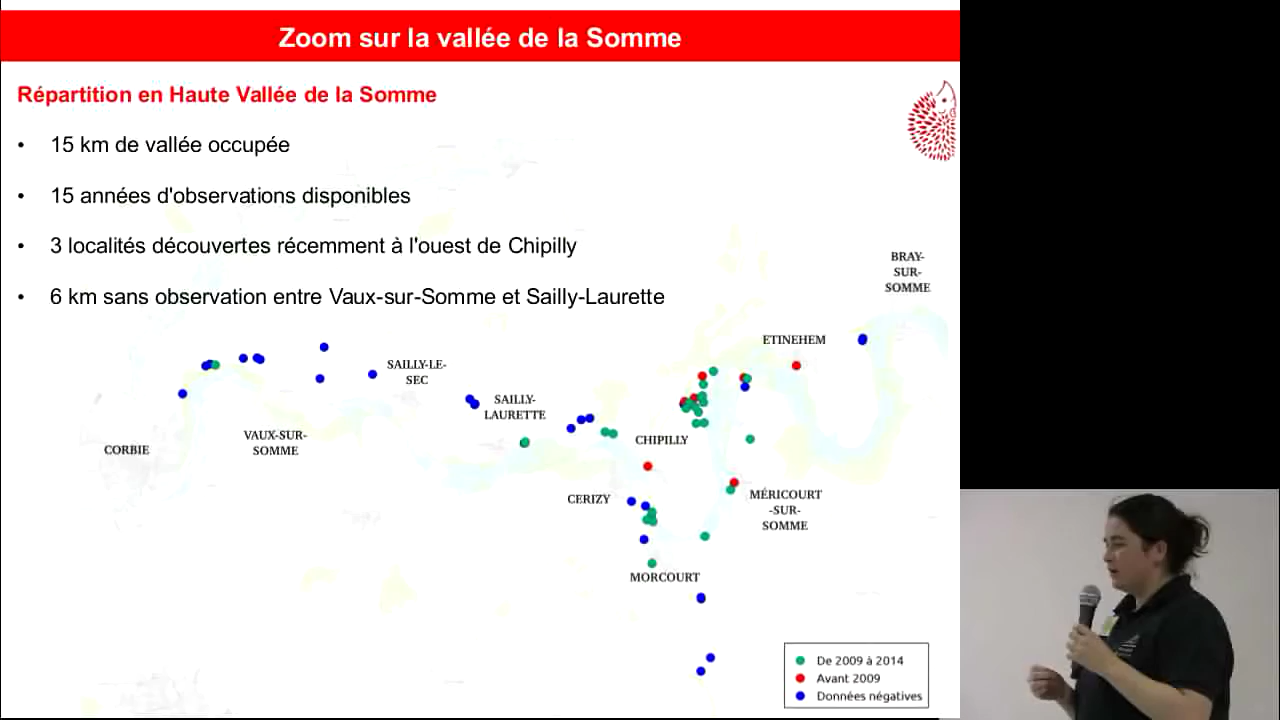 Zoom sur la vallée de la Somme
Répartition en Haute Vallée de la Somme
• 15 km de vallée occupée
• 15 années d'observations disponibles
• 3 localités découvertes récemment à l'ouest de Chipilly
• 6 km sans observation entre Vaux-sur-Somme et Sailly-Laurette
BRAY-
SUR-
SOMME
ETINEHEM
SAILLY-LE-
SEC
SAILLY-
LAURETTE
CORBIE
VAUX-SUR-
SOMME
CHIPILLY
CERIZY
MÉRICOURT
-SUR-
SOMME
MORCOURT
De 2009 à 2014
Avant 2009
Données négatives